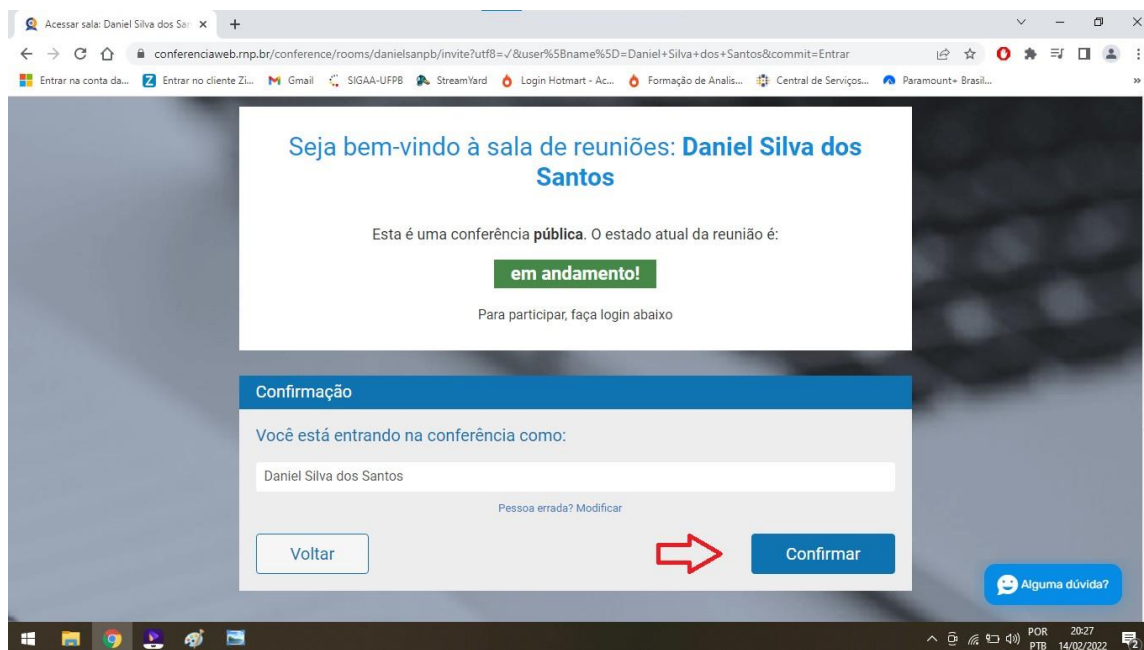 Acessar sala: Daniel Silva dos San
conferenciaweb.rnp.br/conference/rooms/danielsanpb/invite?utf8=✓&user%5Bname%5D=Daniel+Silva+dos+Santos&commit=Entrar
Entrar na conta da... Entrar no cliente Zi... Gmail SIGAA-UFPB StreamYard Login Hotmart - Ac... Formação de Analis... Central de Serviços... Paramount+ Brasil... »
Seja bem-vindo à sala de reuniões: Daniel Silva dos
Santos
Esta é uma conferência pública. O estado atual da reunião é:
em andamento!
Para participar, faça login abaixo
Confirmação
Você está entrando na conferência como:
Daniel Silva dos Santos
Pessoa errada? Modificar
Voltar Confirmar
Alguma dúvida?
POR 20:27
PTB 14/02/2022 2